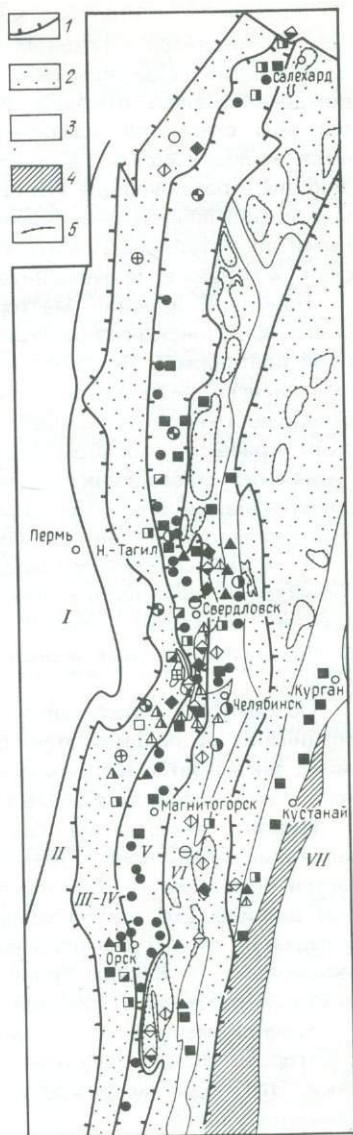 1
2
3
4
5
Салехард
Пермь
Н.-Тагил
I
Свердловск
Курган
Челябинск
Кустанай
Магнитогорск
II
V
VII
III-IV
VI
Орск